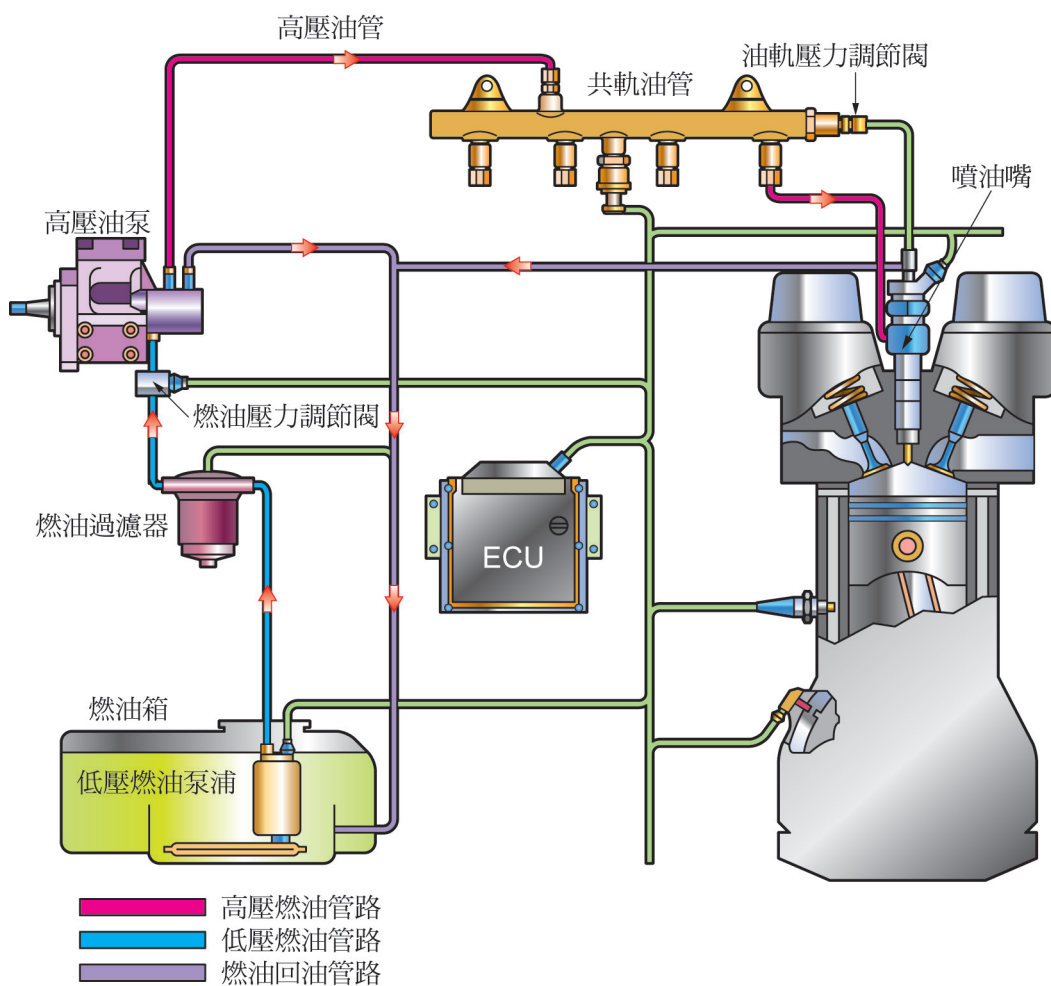 高壓油管
油軌壓力調節閥
共軌油管
噴油嘴
高壓油泵
燃油壓力調節閥
燃油過濾器
ECU
燃油箱
低壓燃油泵浦
高壓燃油管路
低壓燃油管路
燃油回油管路